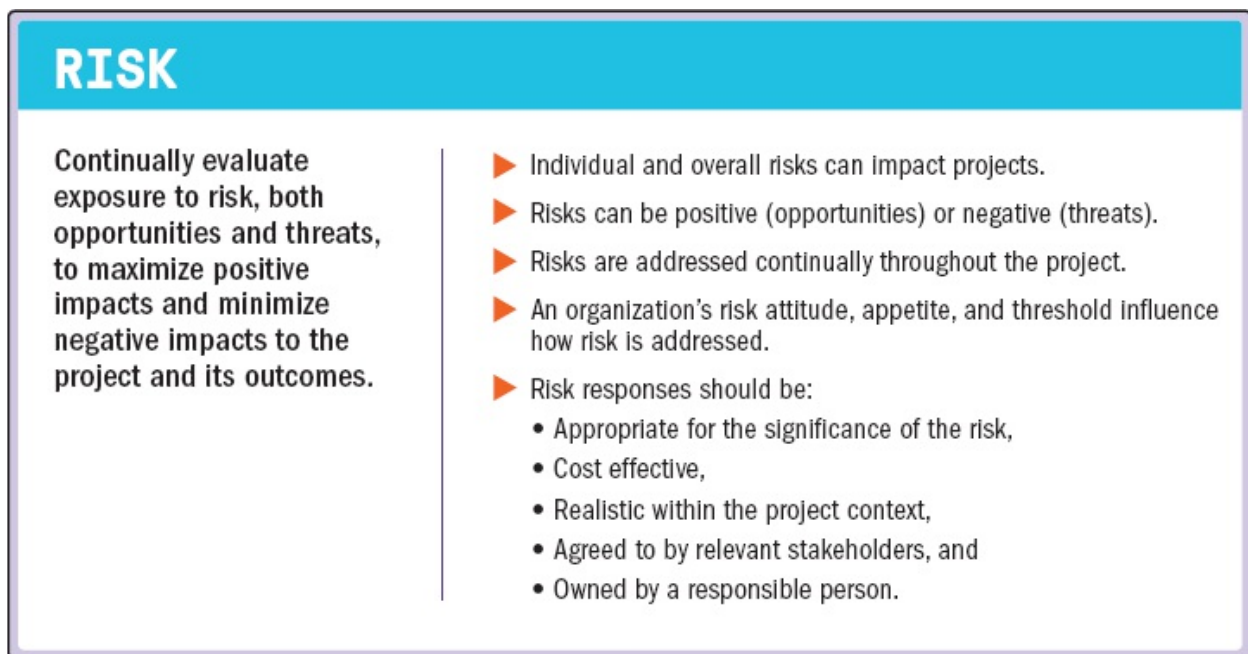 RISK
Continually evaluate
exposure to risk, both
opportunities and threats,
to maximize positive
impacts and minimize
negative impacts to the
project and its outcomes.
▶ Individual and overall risks can impact projects.
▶ Risks can be positive (opportunities) or negative (threats).
▶ Risks are addressed continually throughout the project.
▶ An organization’s risk attitude, appetite, and threshold influence
how risk is addressed.
▶ Risk responses should be:
• Appropriate for the significance of the risk,
• Cost effective,
• Realistic within the project context,
• Agreed to by relevant stakeholders, and
• Owned by a responsible person.